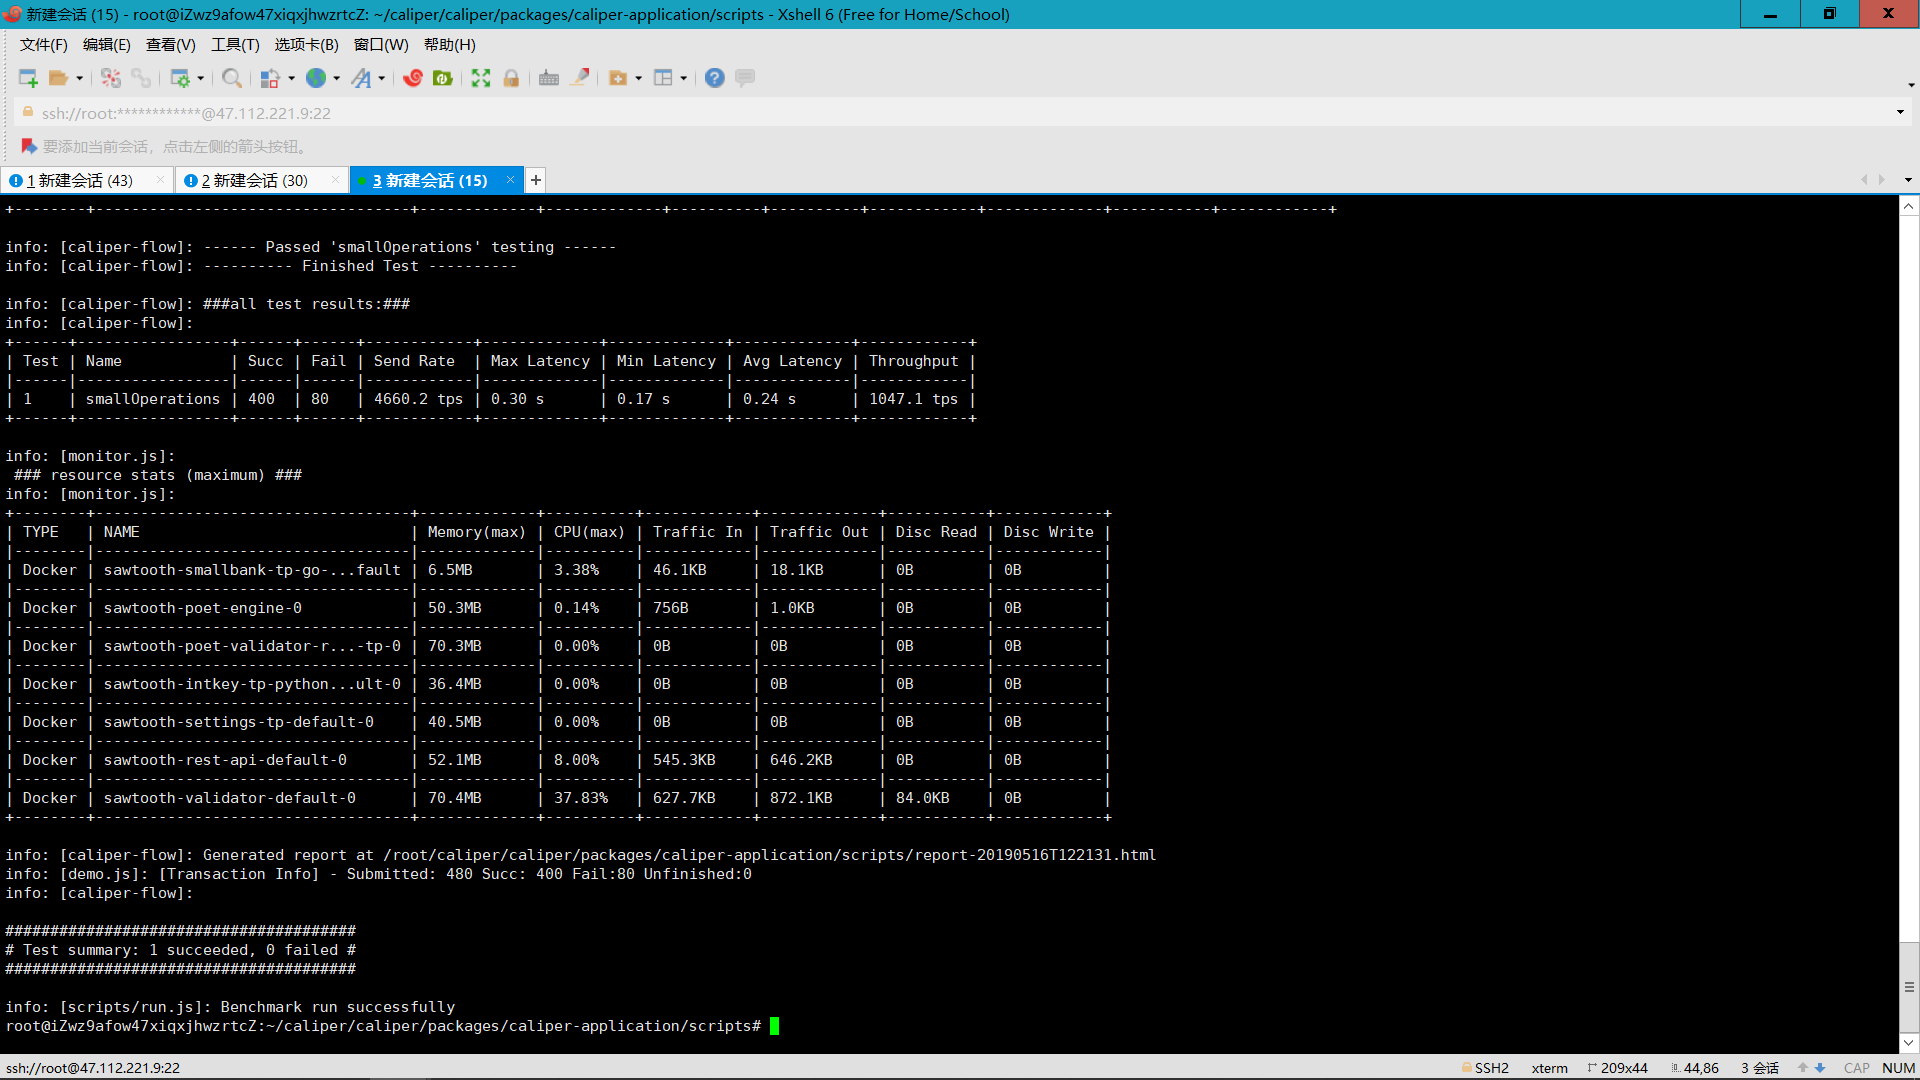 新建会话 (15) - root@iZwz9afow47xiqxjhwzrtcZ: ~/caliper/caliper/packages/caliper-application/scripts - Xshell 6 (Free for Home/School)
文件(F) 编辑(E) 查看(V) 工具(T) 选项卡(B) 窗口(W) 帮助(H)
ssh://root:************@47.112.221.9:22
要添加当前会话，点击左侧的箭头按钮。
1 新建会话 (43) 2 新建会话 (30) 3 新建会话 (15)
+--------+-----------------------------------+------------+------------+----------+----------+------------+------------+-----------+------------+
info: [caliper-flow]: ------ Passed 'smallOperations' testing ------
info: [caliper-flow]: ---------- Finished Test ----------
info: [caliper-flow]: ###all test results:###
info: [caliper-flow]:
+------+-----------------+------+------+------------+-------------+-------------+-------------+------------+
| Test | Name            | Succ | Fail | Send Rate  | Max Latency | Min Latency | Avg Latency | Throughput |
|------|-----------------|------|------|------------|-------------|-------------|-------------|------------|
| 1    | smallOperations | 400  | 80   | 4660.2 tps | 0.30 s      | 0.17 s      | 0.24 s      | 1047.1 tps |
+------+-----------------+------+------+------------+-------------+-------------+-------------+------------+
info: [monitor.js]:
### resource stats (maximum) ###
info: [monitor.js]:
+--------+-----------------------------------+-------------+----------+------------+-------------+-----------+------------+
| TYPE   | NAME                              | Memory(max) | CPU(max) | Traffic In | Traffic Out | Disc Read | Disc Write |
|--------|-----------------------------------|-------------|----------|------------|-------------|-----------|------------|
| Docker | sawtooth-smallbank-tp-go-...fault | 6.5MB       | 3.38%    | 46.1KB     | 18.1KB      | 0B        | 0B         |
|--------|-----------------------------------|-------------|----------|------------|-------------|-----------|------------|
| Docker | sawtooth-poet-engine-0            | 50.3MB      | 0.14%    | 756B       | 1.0KB       | 0B        | 0B         |
|--------|-----------------------------------|-------------|----------|------------|-------------|-----------|------------|
| Docker | sawtooth-poet-validator-r...-tp-0 | 70.3MB      | 0.00%    | 0B         | 0B          | 0B        | 0B         |
|--------|-----------------------------------|-------------|----------|------------|-------------|-----------|------------|
| Docker | sawtooth-intkey-tp-python...ult-0 | 36.4MB      | 0.00%    | 0B         | 0B          | 0B        | 0B         |
|--------|-----------------------------------|-------------|----------|------------|-------------|-----------|------------|
| Docker | sawtooth-settings-tp-default-0    | 40.5MB      | 0.00%    | 0B         | 0B          | 0B        | 0B         |
|--------|-----------------------------------|-------------|----------|------------|-------------|-----------|------------|
| Docker | sawtooth-rest-api-default-0       | 52.1MB      | 8.00%    | 545.3KB    | 646.2KB     | 0B        | 0B         |
|--------|-----------------------------------|-------------|----------|------------|-------------|-----------|------------|
| Docker | sawtooth-validator-default-0      | 70.4MB      | 37.83%   | 627.7KB    | 872.1KB     | 84.0KB    | 0B         |
+--------+-----------------------------------+-------------+----------+------------+-------------+-----------+------------+
info: [caliper-flow]: Generated report at /root/caliper/caliper/packages/caliper-application/scripts/report-20190516T122131.html
info: [demo.js]: [Transaction Info] - Submitted: 480 Succ: 400 Fail:80 Unfinished:0
info: [caliper-flow]:
#######################################
# Test summary: 1 succeeded, 0 failed #
#######################################
info: [scripts/run.js]: Benchmark run successfully
root@iZwz9afow47xiqxjhwzrtcZ:~/caliper/caliper/packages/caliper-application/scripts#
ssh://root@47.112.221.9:22 SSH2 xterm 209x44 44,86 3 会话 CAP NUM